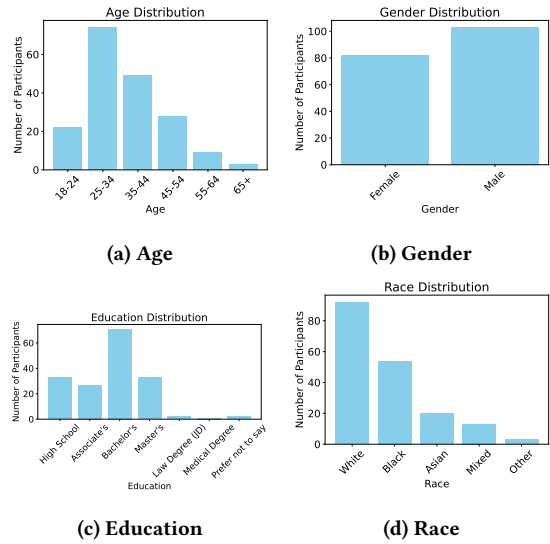 Age Distribution
Number of Participants
60
40
20
0
18-24
25-34
35-44
45-54
55-64
65+
Age
(a) Age
Gender Distribution
Number of Participants
100
80
60
40
20
0
Female
Male
Gender
(b) Gender
Education Distribution
Number of Participants
60
40
20
0
High School
Associate's
Bachelor's
Master's
Law Degree (JD)
Medical Degree
Prefer not to say
Education
(c) Education
Race Distribution
Number of Participants
80
60
40
20
0
White
Black
Asian
Mixed
Other
Race
(d) Race